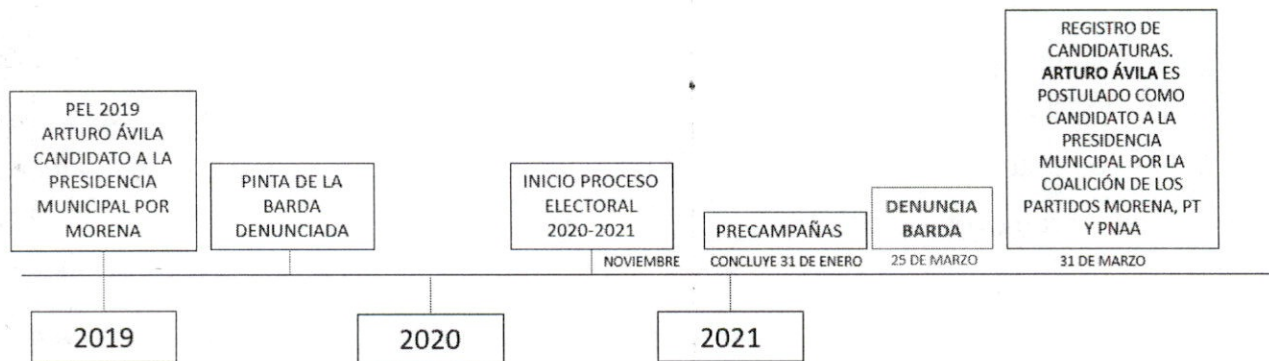 PEL 2019
ARTURO ÁVILA
CANDIDATO A LA
PRESIDENCIA
MUNICIPAL POR
MORENA
PINTA DE LA
BARDA
DENUNCIADA
INICIO PROCESO
ELECTORAL
2020-2021
NOVIEMBRE
PRECAMPAÑAS
CONCLUYE 31 DE ENERO
DENUNCIA
BARDA
25 DE MARZO
REGISTRO DE
CANDIDATURAS.
ARTURO ÁVILA ES
POSTULADO COMO
CANDIDATO A LA
PRESIDENCIA
MUNICIPAL POR LA
COALICIÓN DE LOS
PARTIDOS MORENA, PT
Y PNAA
31 DE MARZO
2019
2020
2021